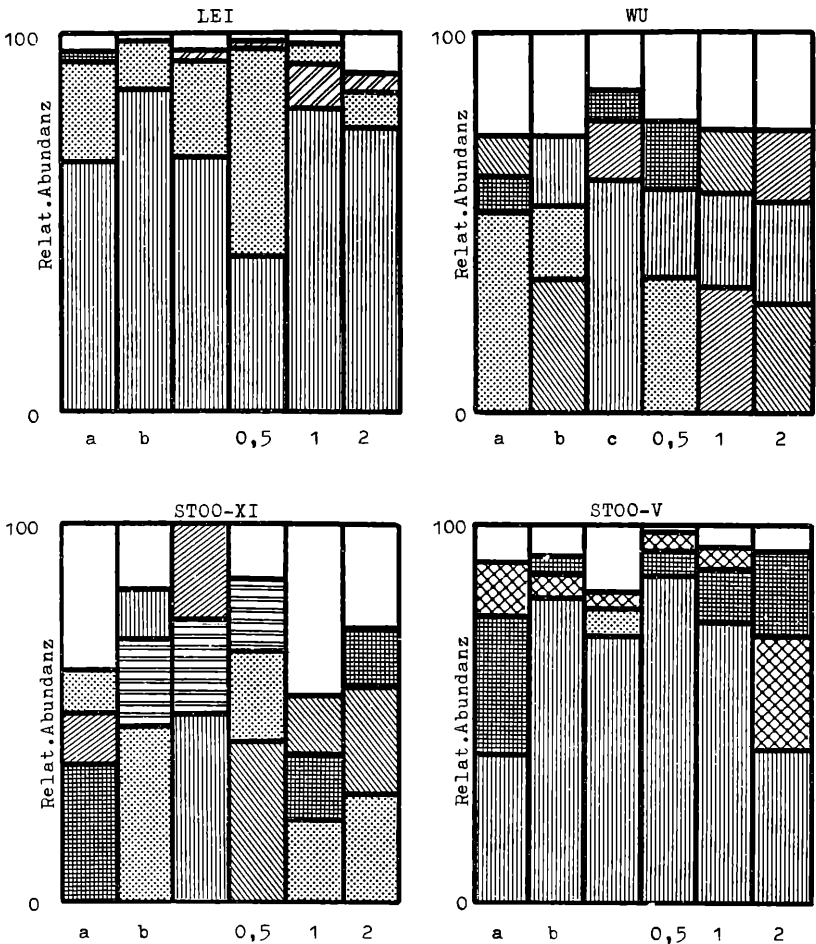 LEI
100
Relat.Abundanz
0
a b 0,5 1 2
WU
100
Relat.Abundanz
0
a b c 0,5 1 2
STOO-XI
100
Relat.Abundanz
0
a b 0,5 1 2
STOO-V
100
Relat.Abundanz
0
a b 0,5 1 2